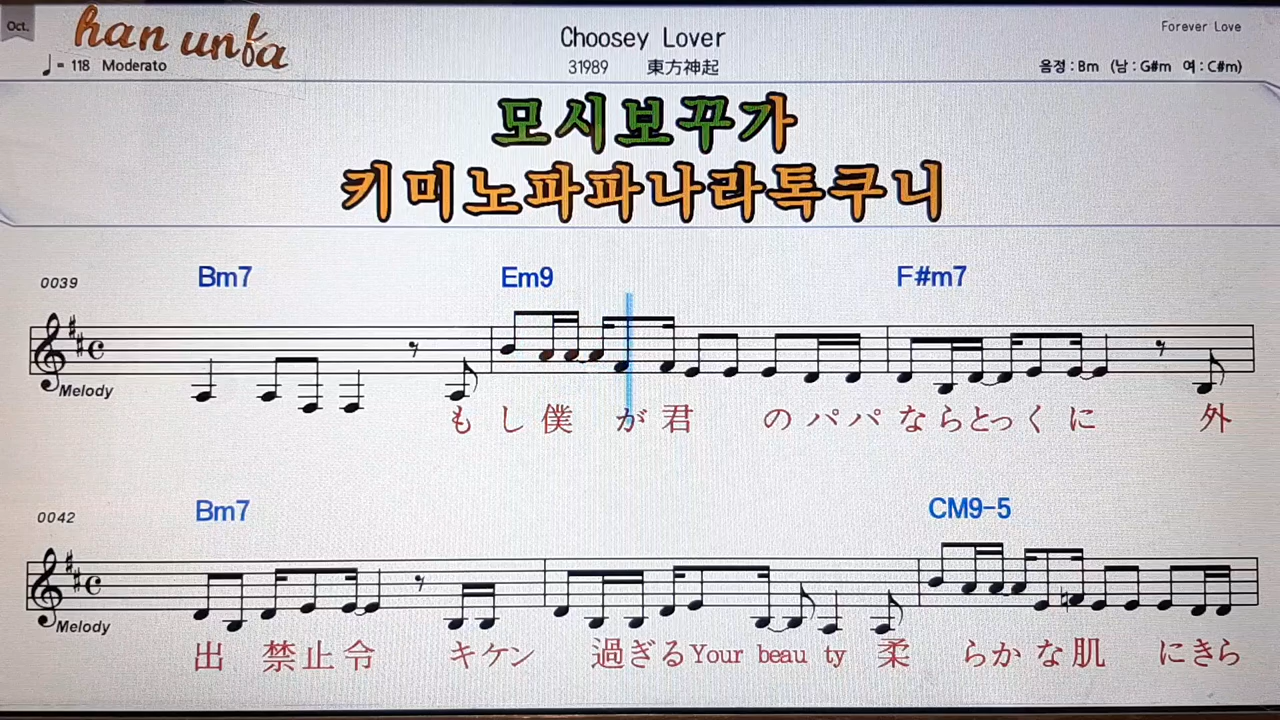 Oct.
han unba
Choosey Lover
Forever Love
♩= 118 Moderato
31989 東方神起
음정 : Bm (남 : G#m 여 : C#m)
모시보꾸가
키미노파파나라톡쿠니
0039
Bm7 Em9 F#m7
Melody
もし僕が君のパパならとっくに 外
0042
Bm7 CM9-5
Melody
出禁止令 キケン 過ぎるYour beau ty 柔らかな肌にきら